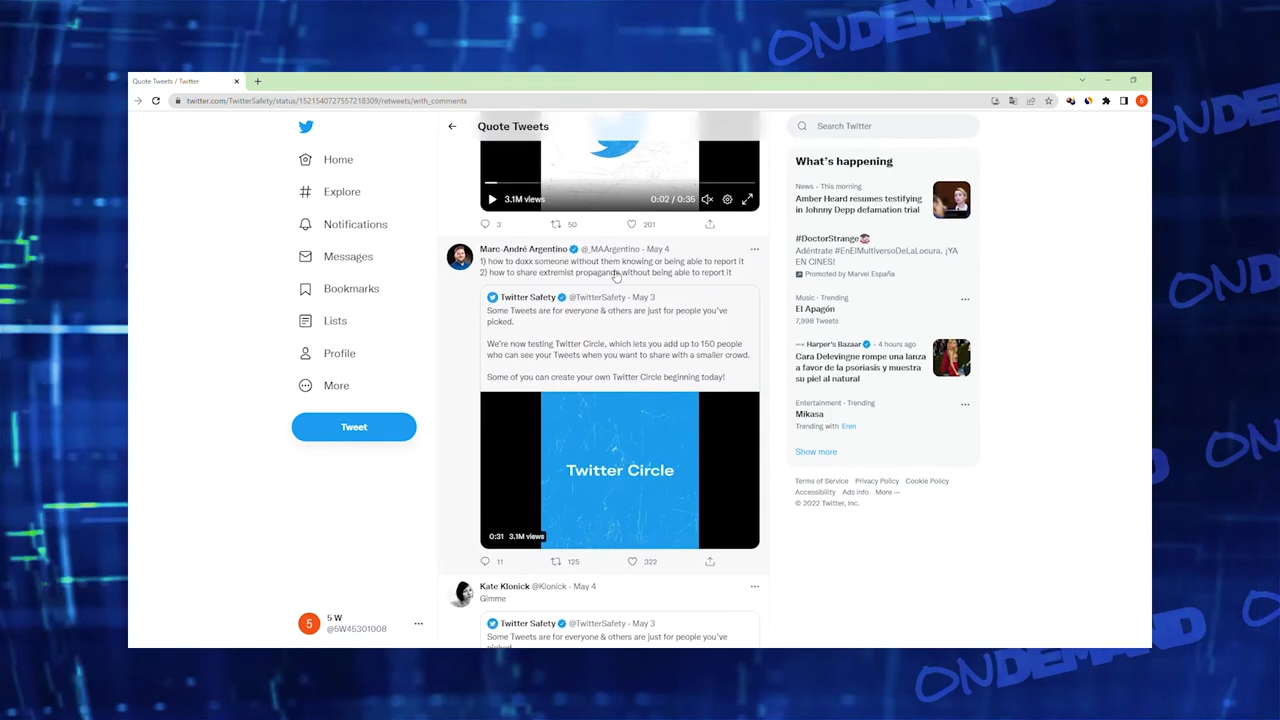 ONDEMAND
Quote Tweets / Twitter
twitter.com/TwitterSafety/status/1521540727557218309/retweets/with_comments
Home
Explore
Notifications
Messages
Bookmarks
Lists
Profile
More
Tweet
5
5 W
@5W45301008
Quote Tweets
3.1M views
0:02 / 0:35
3
50
201
Marc-André Argentino @_MAArgentino · May 4
1) how to doxx someone without them knowing or being able to report it
2) how to share extremist propaganda without being able to report it
Twitter Safety @TwitterSafety · May 3
Some Tweets are for everyone & others are just for people you've
picked.
We're now testing Twitter Circle, which lets you add up to 150 people
who can see your Tweets when you want to share with a smaller crowd.
Some of you can create your own Twitter Circle beginning today!
Twitter Circle
0:31 3.1M views
11
125
322
Kate Klonick @Klonick · May 4
Gimme
Twitter Safety @TwitterSafety · May 3
Some Tweets are for everyone & others are just for people you've
picked.
Search Twitter
What's happening
News · This morning
Amber Heard resumes testifying
in Johnny Depp defamation trial
#DoctorStrange
Adéntrate #EnElMultiversoDeLaLocura. ¡YA
EN CINES!
Promoted by Marvel España
Music · Trending
El Apagón
7,998 Tweets
Harper's Bazaar · 4 hours ago
Cara Delevingne rompe una lanza
a favor de la psoriasis y muestra
su piel al natural
Entertainment · Trending
Mikasa
Trending with Eren
Show more
Terms of Service Privacy Policy Cookie Policy
Accessibility Ads info More ···
© 2022 Twitter, Inc.
5
ONDEMAND